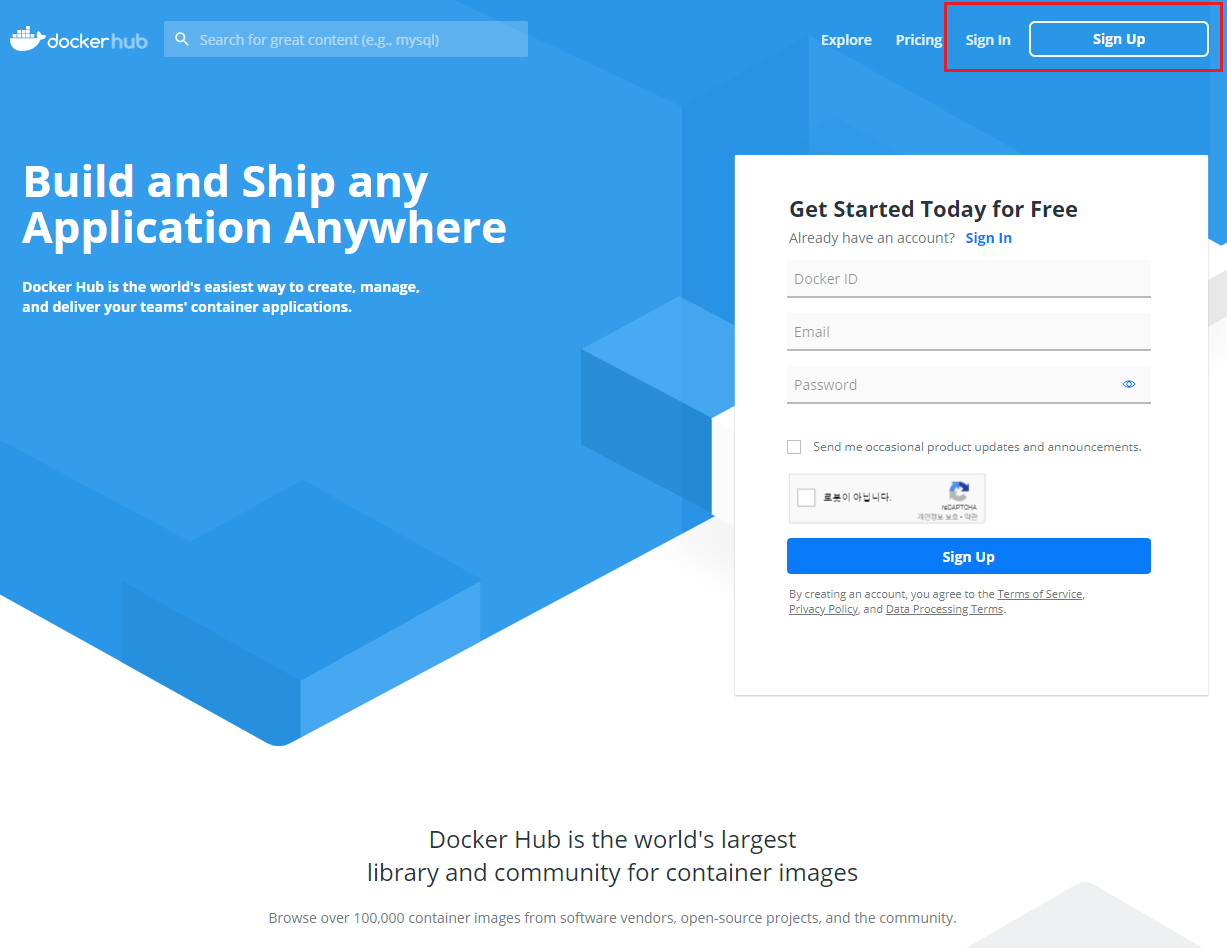 docker hub
Search for great content (e.g., mysql)
Explore
Pricing
Sign In
Sign Up
Build and Ship any
Application Anywhere
Docker Hub is the world's easiest way to create, manage,
and deliver your teams' container applications.
Get Started Today for Free
Already have an account? Sign In
Docker ID
Email
Password
Send me occasional product updates and announcements.
로봇이 아닙니다.
reCAPTCHA
개인정보 보호 - 약관
Sign Up
By creating an account, you agree to the Terms of Service,
Privacy Policy, and Data Processing Terms.
Docker Hub is the world's largest
library and community for container images
Browse over 100,000 container images from software vendors, open-source projects, and the community.